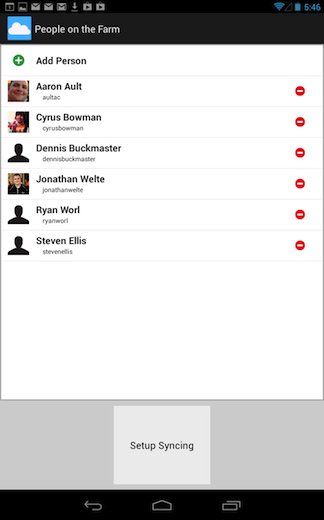 5:46
People on the Farm
Add Person
Aaron Ault
aultac
Cyrus Bowman
cyrusbowman
Dennis Buckmaster
dennisbuckmaster
Jonathan Welte
jonathanwelte
Ryan Worl
ryanworl
Steven Ellis
stevenellis
Setup Syncing